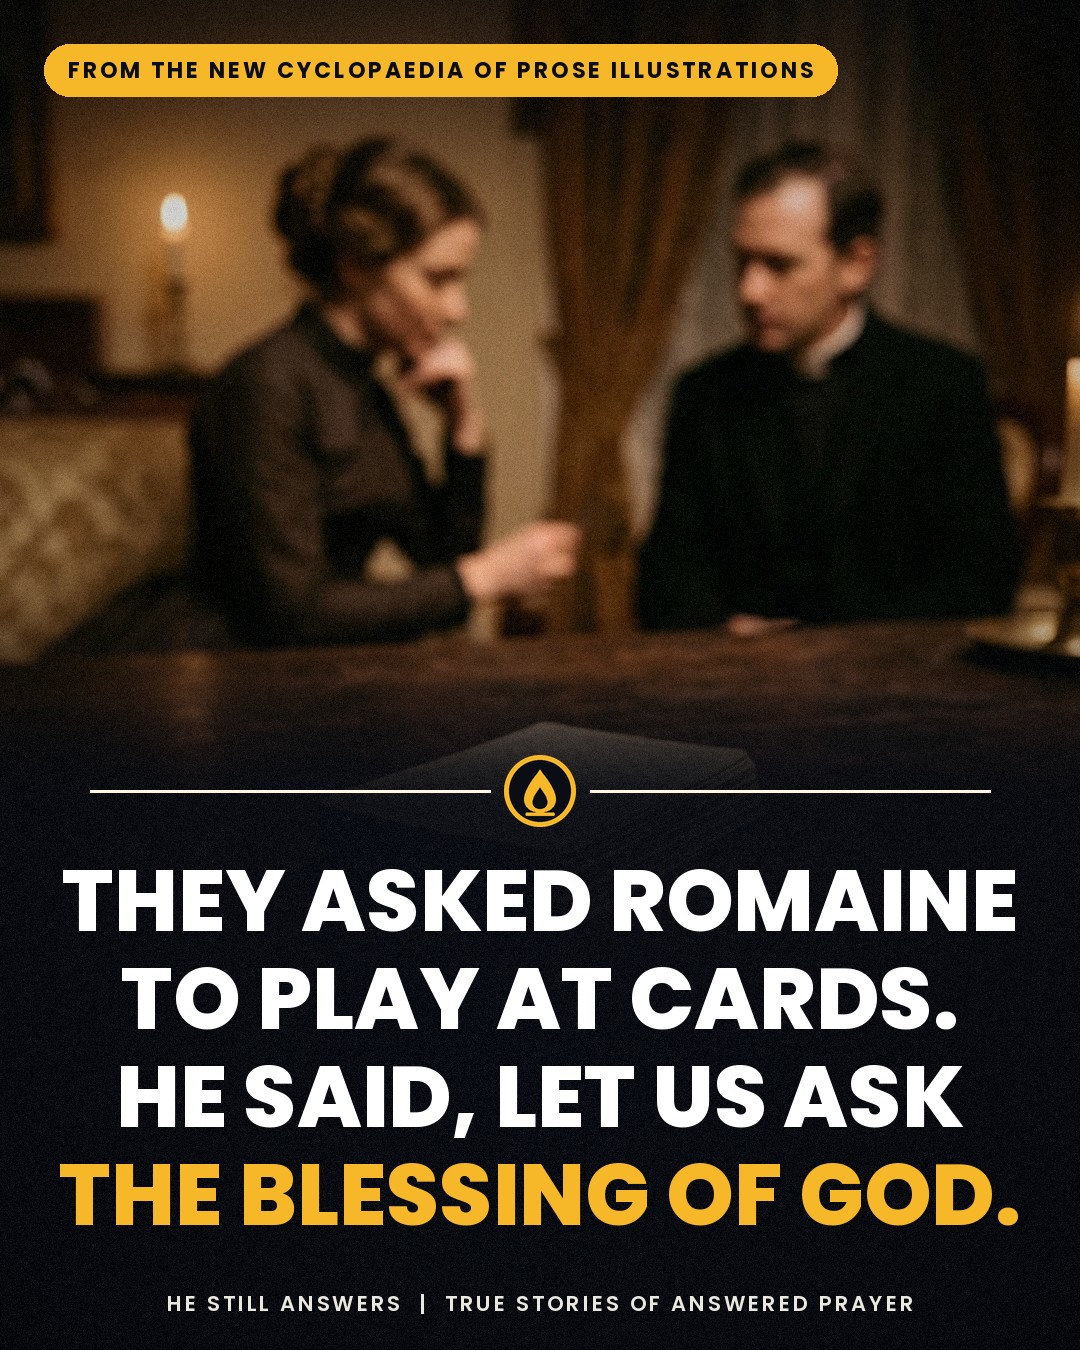 FROM THE NEW CYCLOPAEDIA OF PROSE ILLUSTRATIONS
THEY ASKED ROMAINE
TO PLAY AT CARDS.
HE SAID, LET US ASK
THE BLESSING OF GOD.
HE STILL ANSWERS | TRUE STORIES OF ANSWERED PRAYER